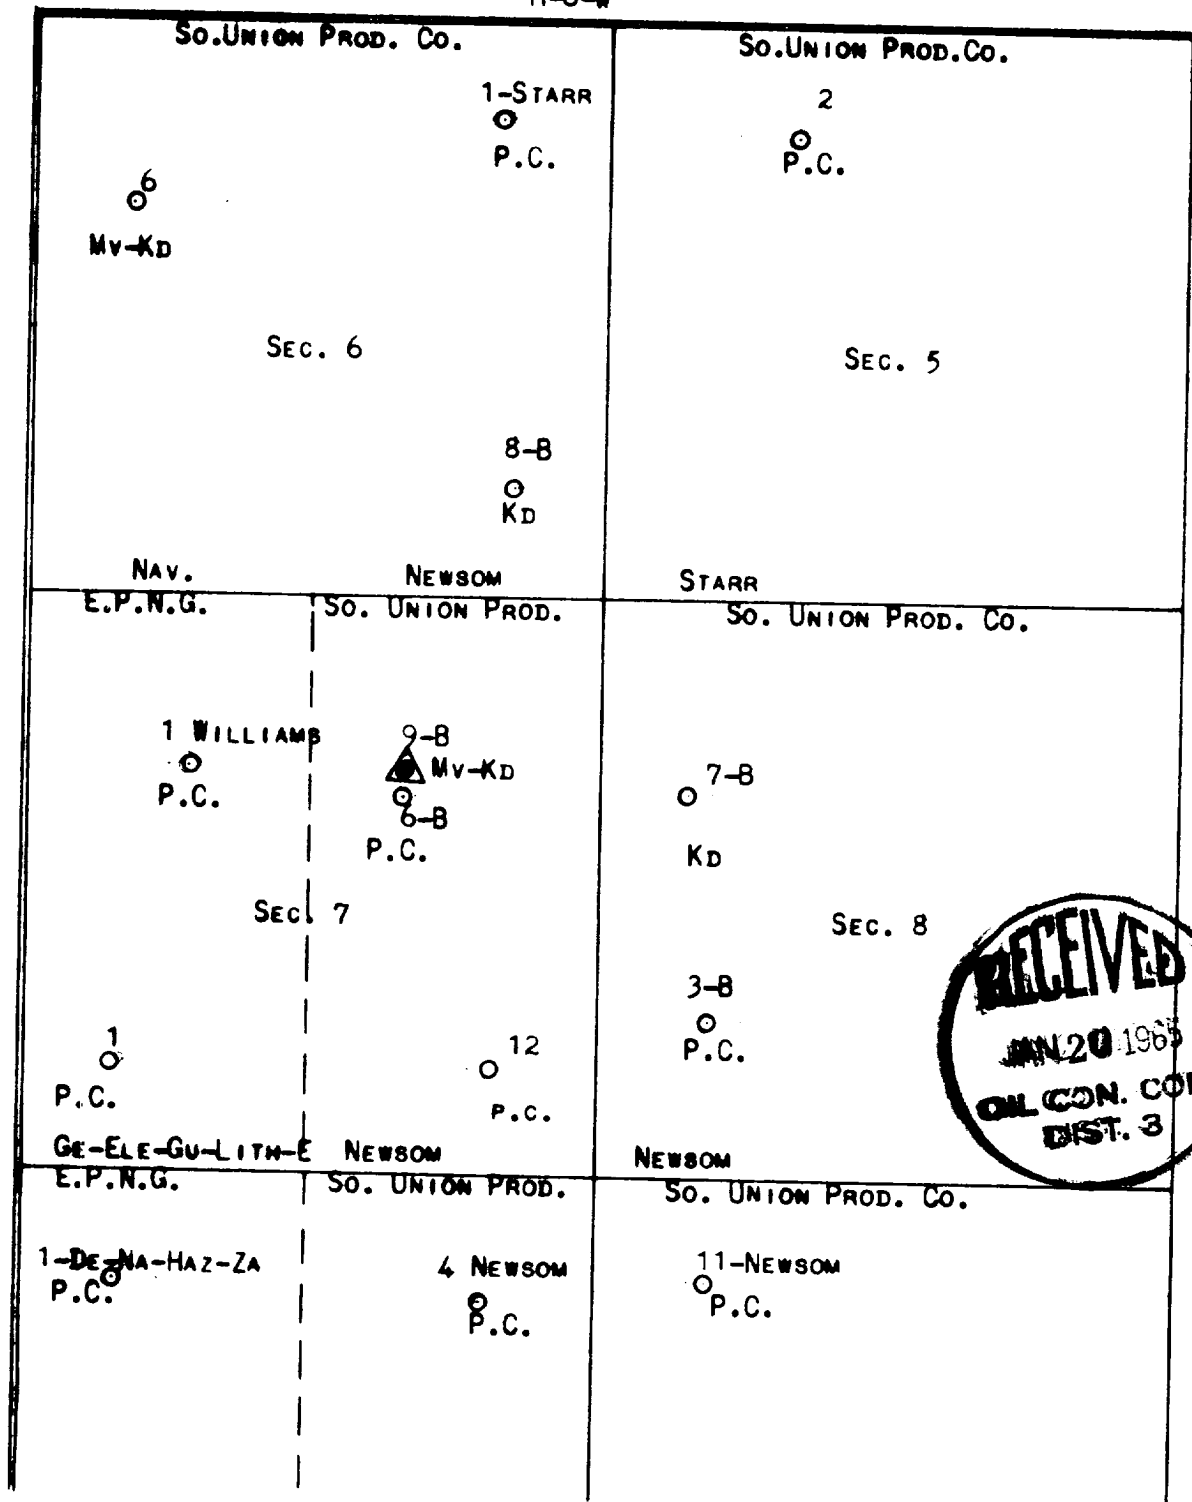 So.Union Prod. Co.
So.Union Prod.Co.
1-Starr
P.C.
2
P.C.
6
Mv-Kd
Sec. 6
Sec. 5
8-B
Kd
Nav.
Newsom
Starr
E.P.N.G.
So. Union Prod.
So. Union Prod. Co.
1 Williams
P.C.
9-B
Mv-Kd
6-B
P.C.
7-B
Kd
Sec. 7
Sec. 8
RECEIVED
JAN 20 1965
OIL CON. CO
DIST. 3
3-B
P.C.
1
P.C.
12
P.C.
Ge-Ele-Gu-Lith-E
Newsom
Newsom
E.P.N.G.
So. Union Prod.
So. Union Prod. Co.
1-De-Na-Haz-Za
P.C.
4 Newsom
P.C.
11-Newsom
P.C.